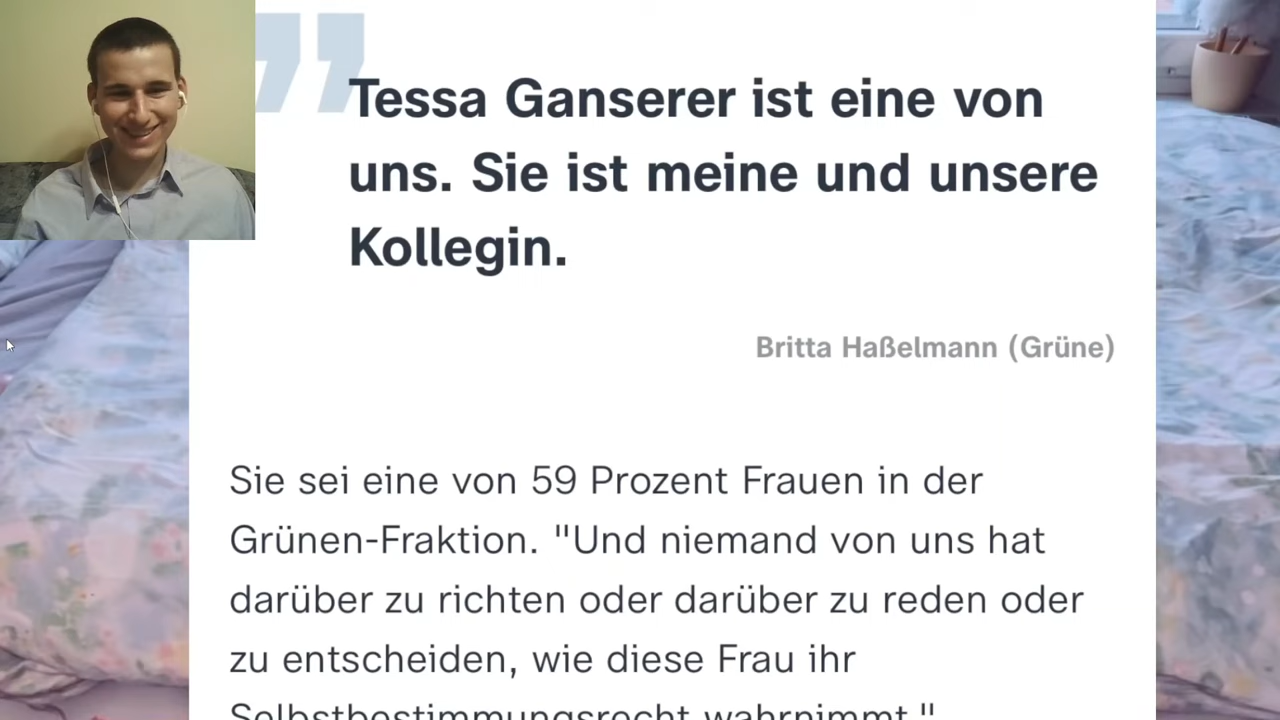 Tessa Ganserer ist eine von
uns. Sie ist meine und unsere
Kollegin.
Britta Haßelmann (Grüne)
Sie sei eine von 59 Prozent Frauen in der
Grünen-Fraktion. "Und niemand von uns hat
darüber zu richten oder darüber zu reden oder
zu entscheiden, wie diese Frau ihr
Selbstbestimmungsrecht wahrnimmt."